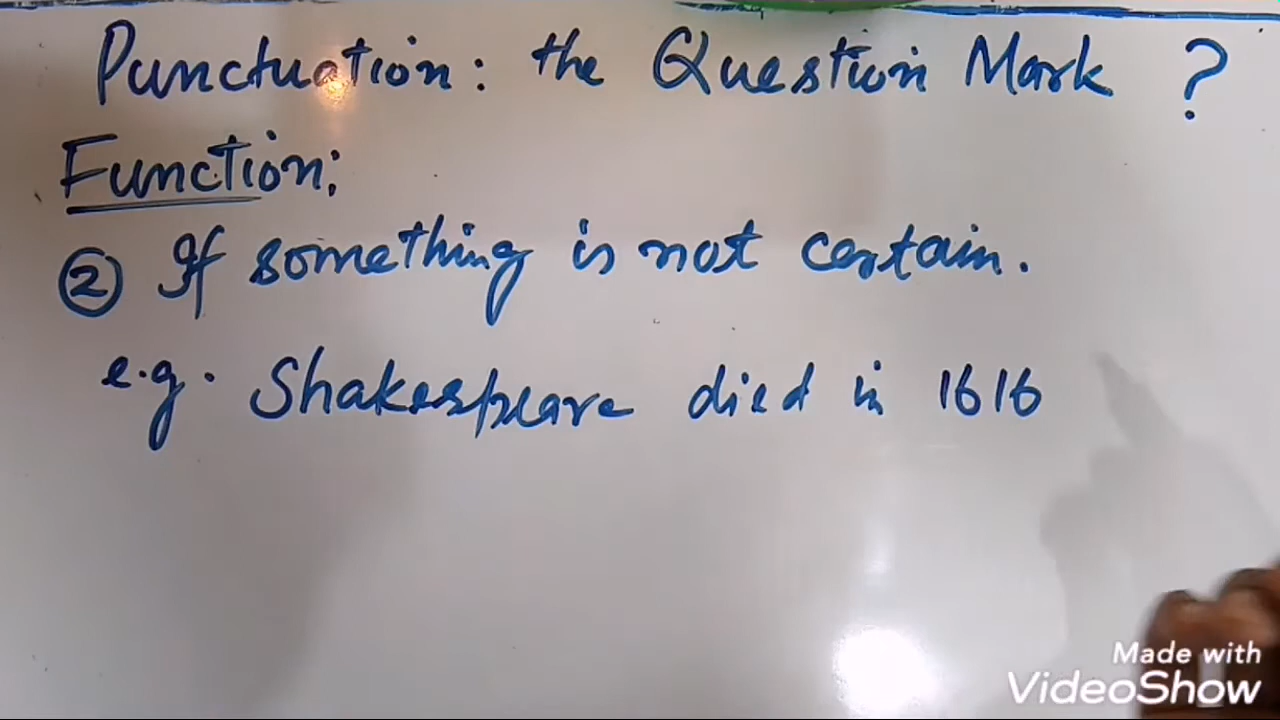 Punctuation: the Question Mark ?
Function:
② If something is not certain.
e.g. Shakespeare died in 1616
Made with
VideoShow